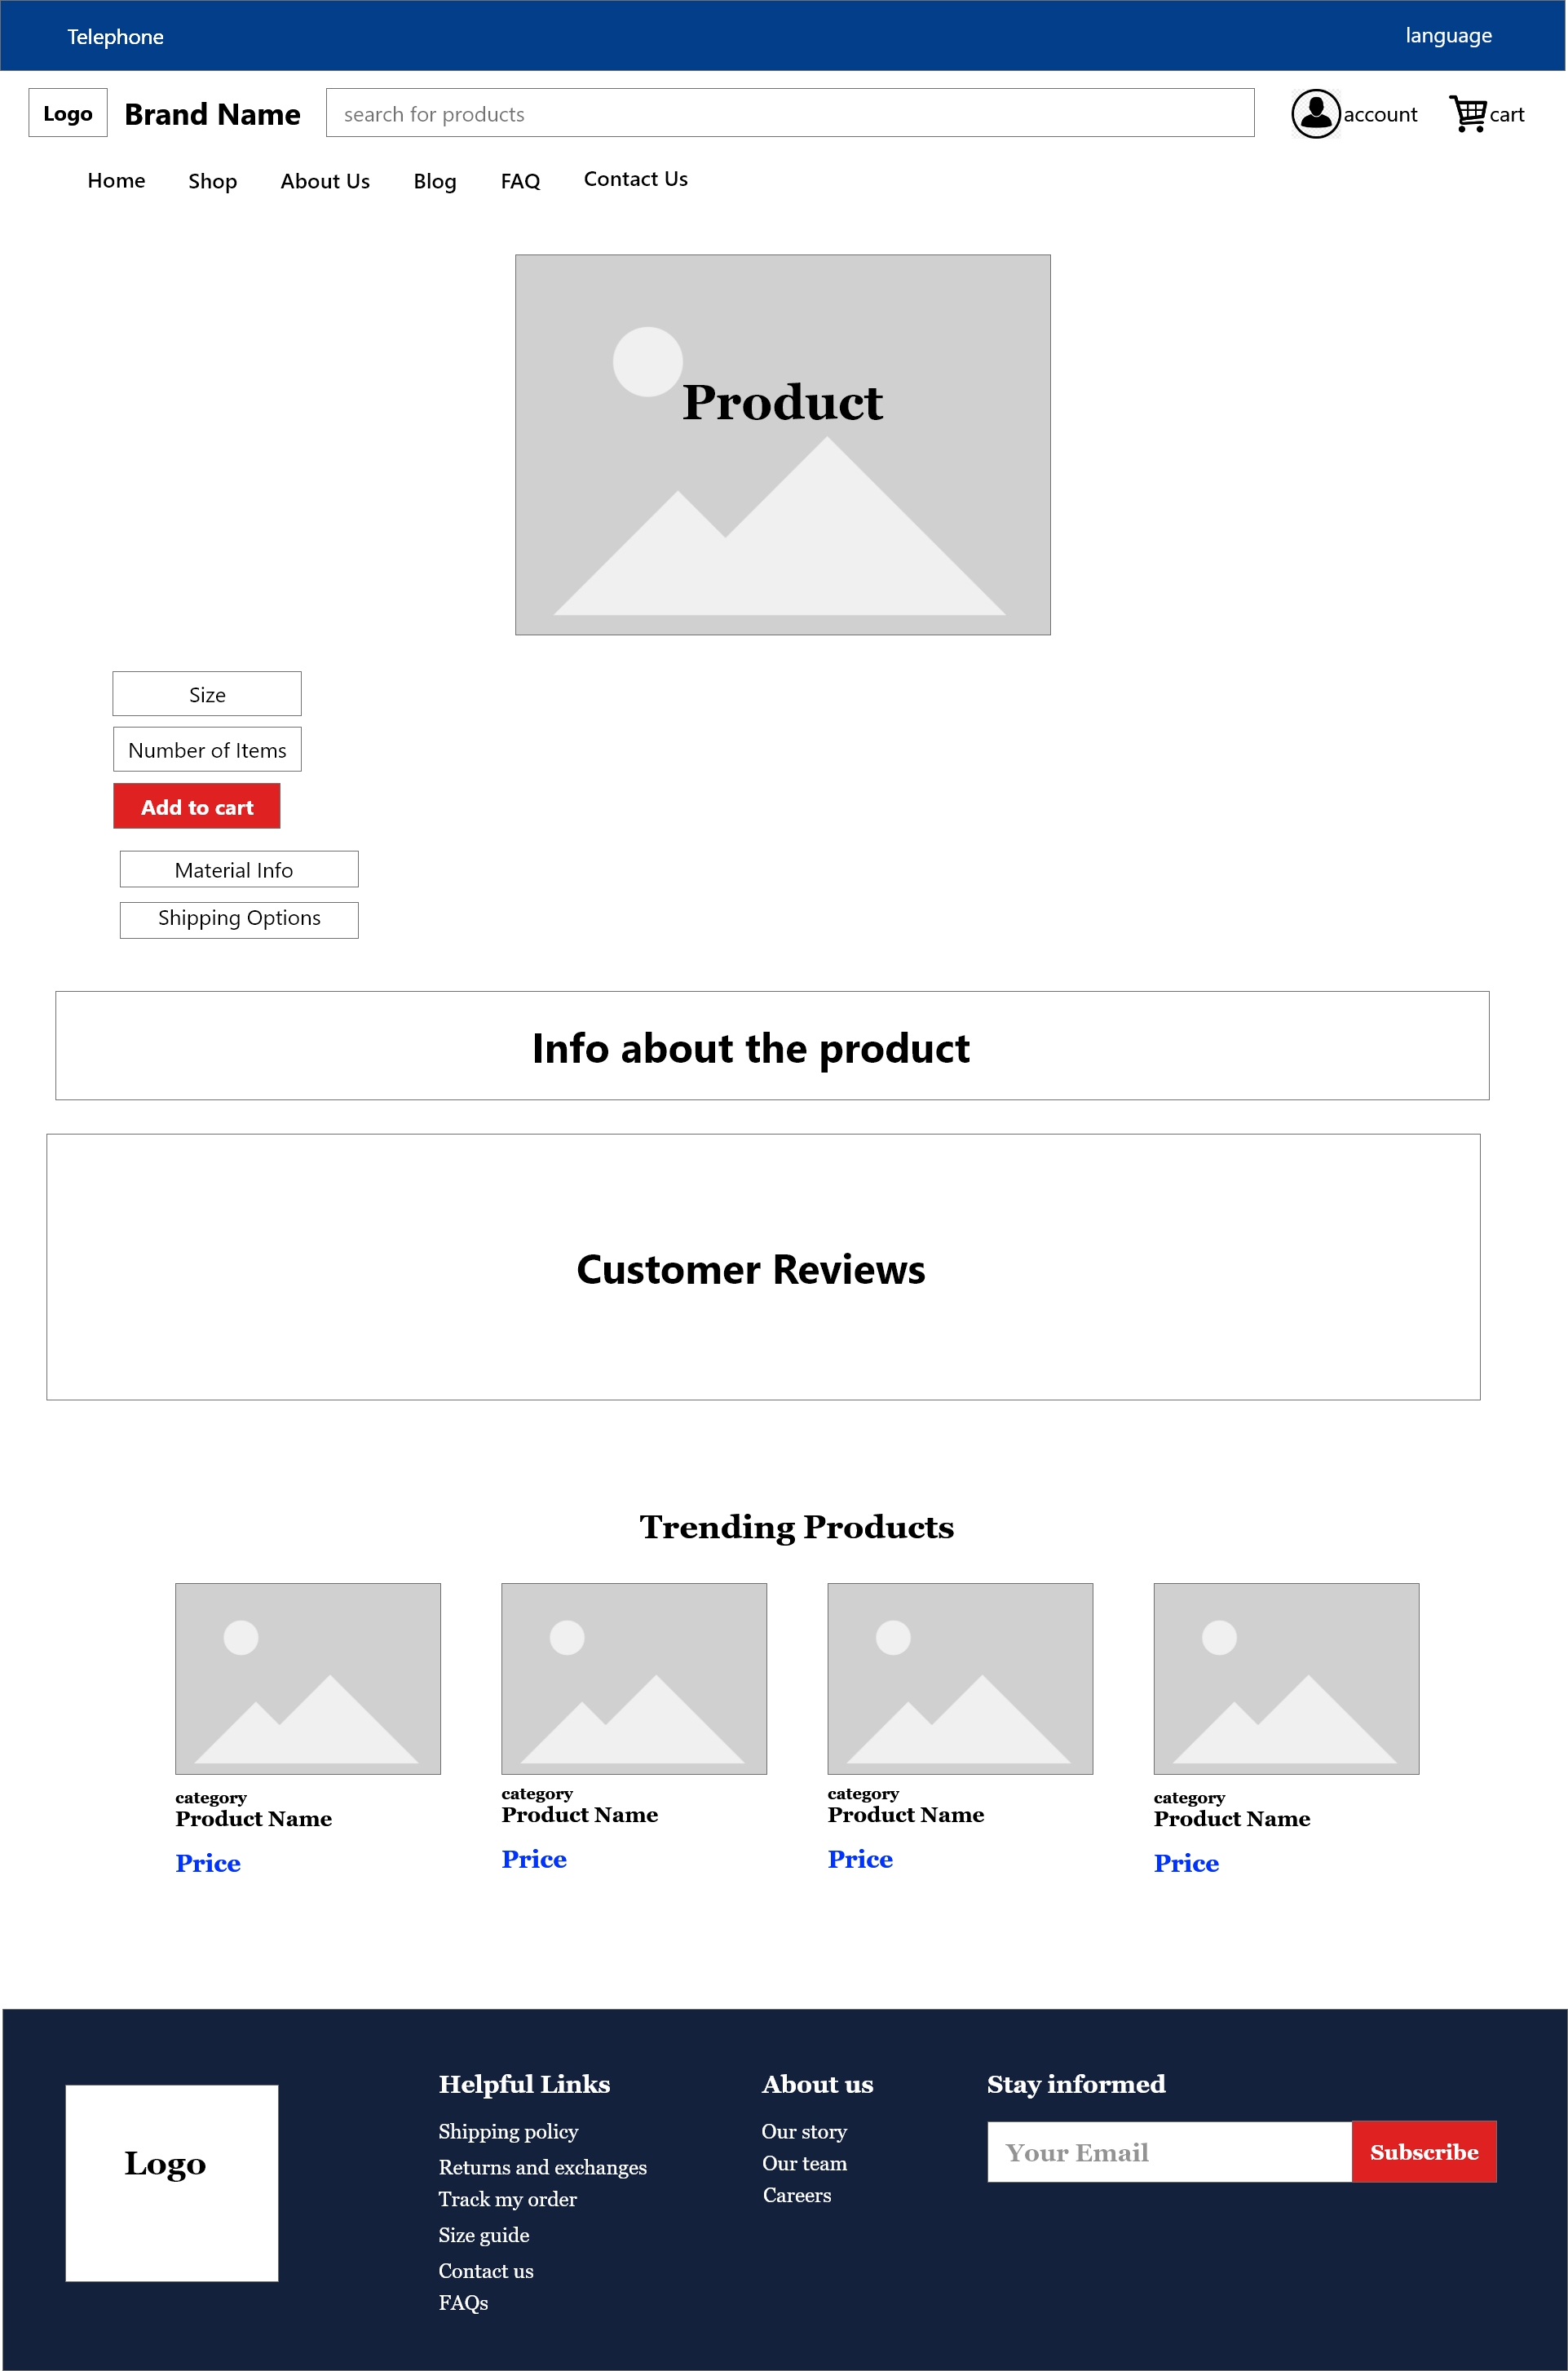 Telephone
language
Logo
Brand Name
search for products
account
cart
Home
Shop
About Us
Blog
FAQ
Contact Us
Product
Size
Number of Items
Add to cart
Material Info
Shipping Options
Info about the product
Customer Reviews
Trending Products
category
Product Name
Price
category
Product Name
Price
category
Product Name
Price
category
Product Name
Price
Logo
Helpful Links
Shipping policy
Returns and exchanges
Track my order
Size guide
Contact us
FAQs
About us
Our story
Our team
Careers
Stay informed
Your Email
Subscribe